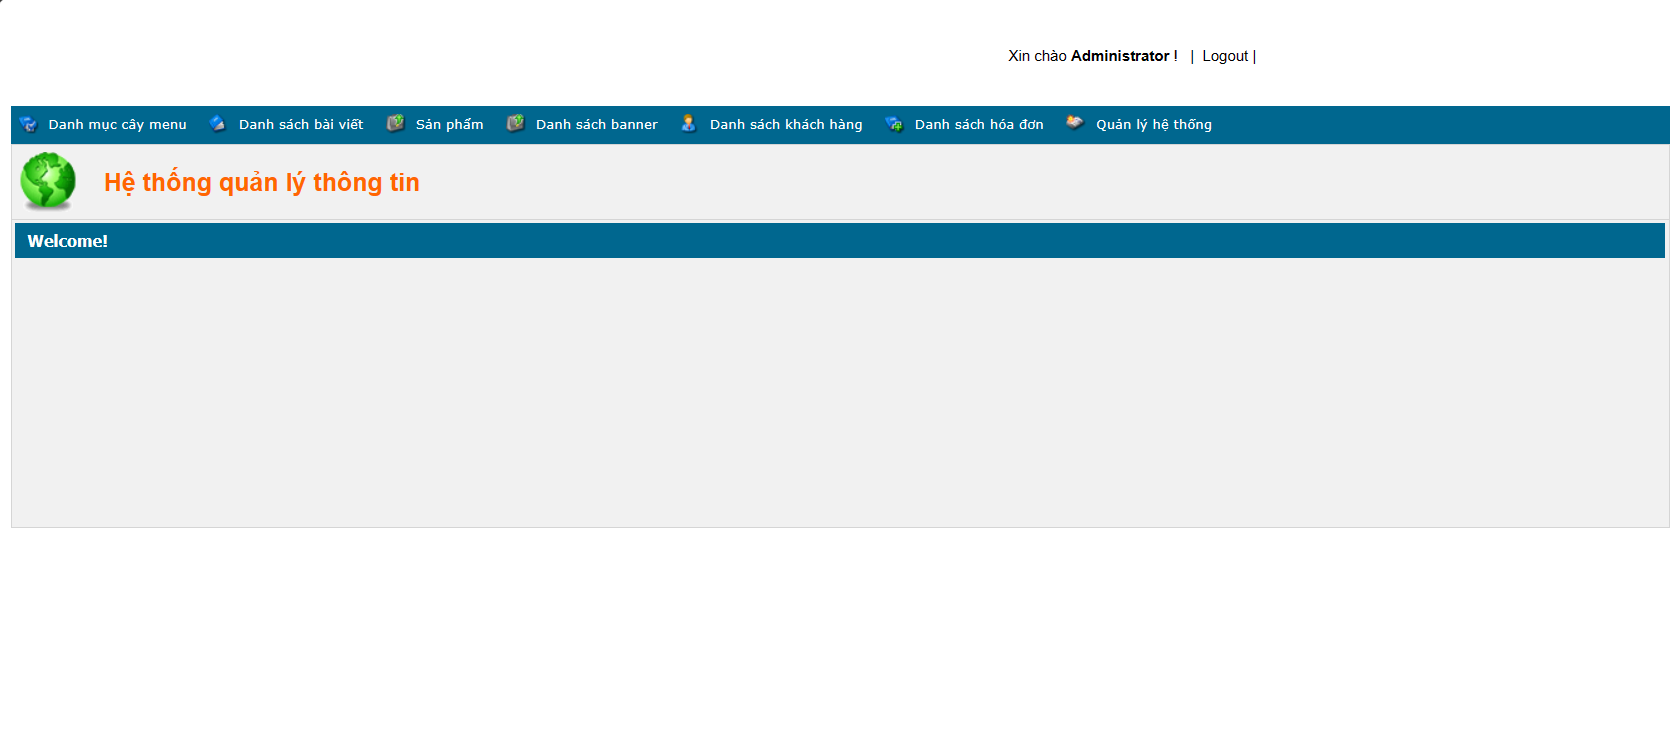 Xin chào Administrator ! | Logout |
Danh mục cây menu Danh sách bài viết Sản phẩm Danh sách banner Danh sách khách hàng Danh sách hóa đơn Quản lý hệ thống
Hệ thống quản lý thông tin
Welcome!